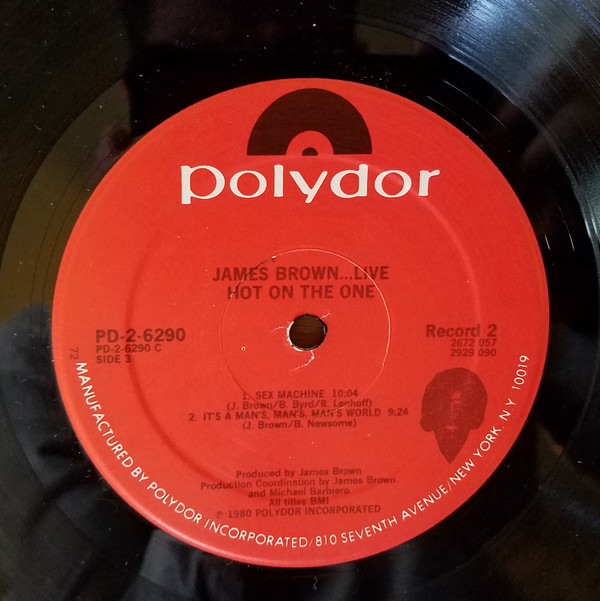 polydor
JAMES BROWN...LIVE
HOT ON THE ONE
PD-2-6290
PD-2-6290 C
SIDE 3
Record 2
2672 057
2929 090
1. SEX MACHINE 10:04
(J. Brown/B. Byrd/R. Lenhoff)
2. IT'S A MAN'S, MAN'S, MAN'S WORLD 9:24
(J. Brown/B. Newsome)
Produced by James Brown
Production Coordination by James Brown
and Michael Barbiero
All titles BMI
℗ 1980 POLYDOR INCORPORATED
72
MANUFACTURED BY POLYDOR INCORPORATED/810 SEVENTH AVENUE/NEW YORK, N.Y. 10019